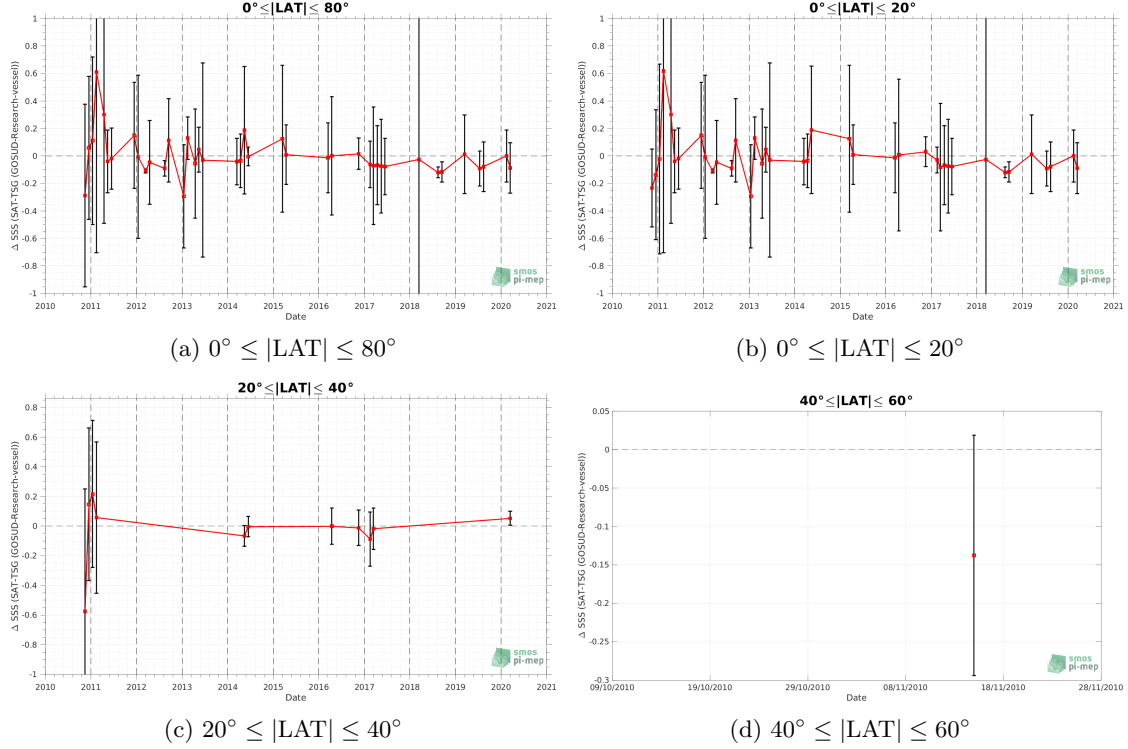 0°≤|LAT|≤ 80°
Δ SSS (SAT-TSG (GOSUD-Research-vessel))
1
0.8
0.6
0.4
0.2
0
-0.2
-0.4
-0.6
-0.8
-1
2010 2011 2012 2013 2014 2015 2016 2017 2018 2019 2020 2021
Date
smos
pi-mep
(a) 0° ≤ |LAT| ≤ 80°
0°≤|LAT|≤ 20°
Δ SSS (SAT-TSG (GOSUD-Research-vessel))
1
0.8
0.6
0.4
0.2
0
-0.2
-0.4
-0.6
-0.8
-1
2010 2011 2012 2013 2014 2015 2016 2017 2018 2019 2020 2021
Date
smos
pi-mep
(b) 0° ≤ |LAT| ≤ 20°
20°≤|LAT|≤ 40°
Δ SSS (SAT-TSG (GOSUD-Research-vessel))
0.8
0.6
0.4
0.2
0
-0.2
-0.4
-0.6
-0.8
-1
2010 2011 2012 2013 2014 2015 2016 2017 2018 2019 2020 2021
Date
smos
pi-mep
(c) 20° ≤ |LAT| ≤ 40°
40°≤|LAT|≤ 60°
Δ SSS (SAT-TSG (GOSUD-Research-vessel))
0.05
0
-0.05
-0.1
-0.15
-0.2
-0.25
-0.3
09/10/2010 19/10/2010 29/10/2010 08/11/2010 18/11/2010 28/11/2010
Date
smos
pi-mep
(d) 40° ≤ |LAT| ≤ 60°